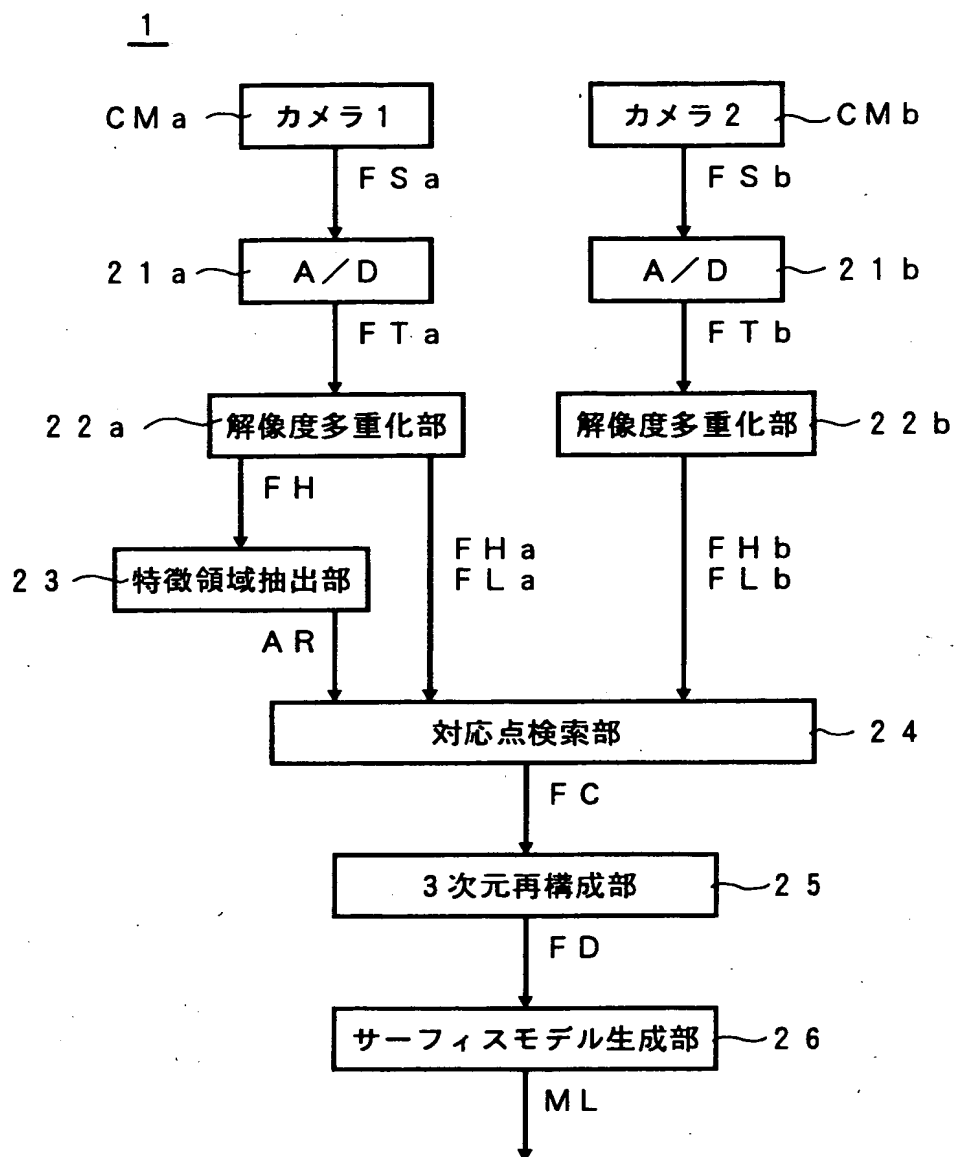 1
CMa カメラ1 カメラ2 CMb
FSa FSb
21a A/D A/D 21b
FTa FTb
22a 解像度多重化部 解像度多重化部 22b
FH
FHa FHb
FLa FLb
23 特徴領域抽出部
AR
対応点検索部 24
FC
3次元再構成部 25
FD
サーフィスモデル生成部 26
ML